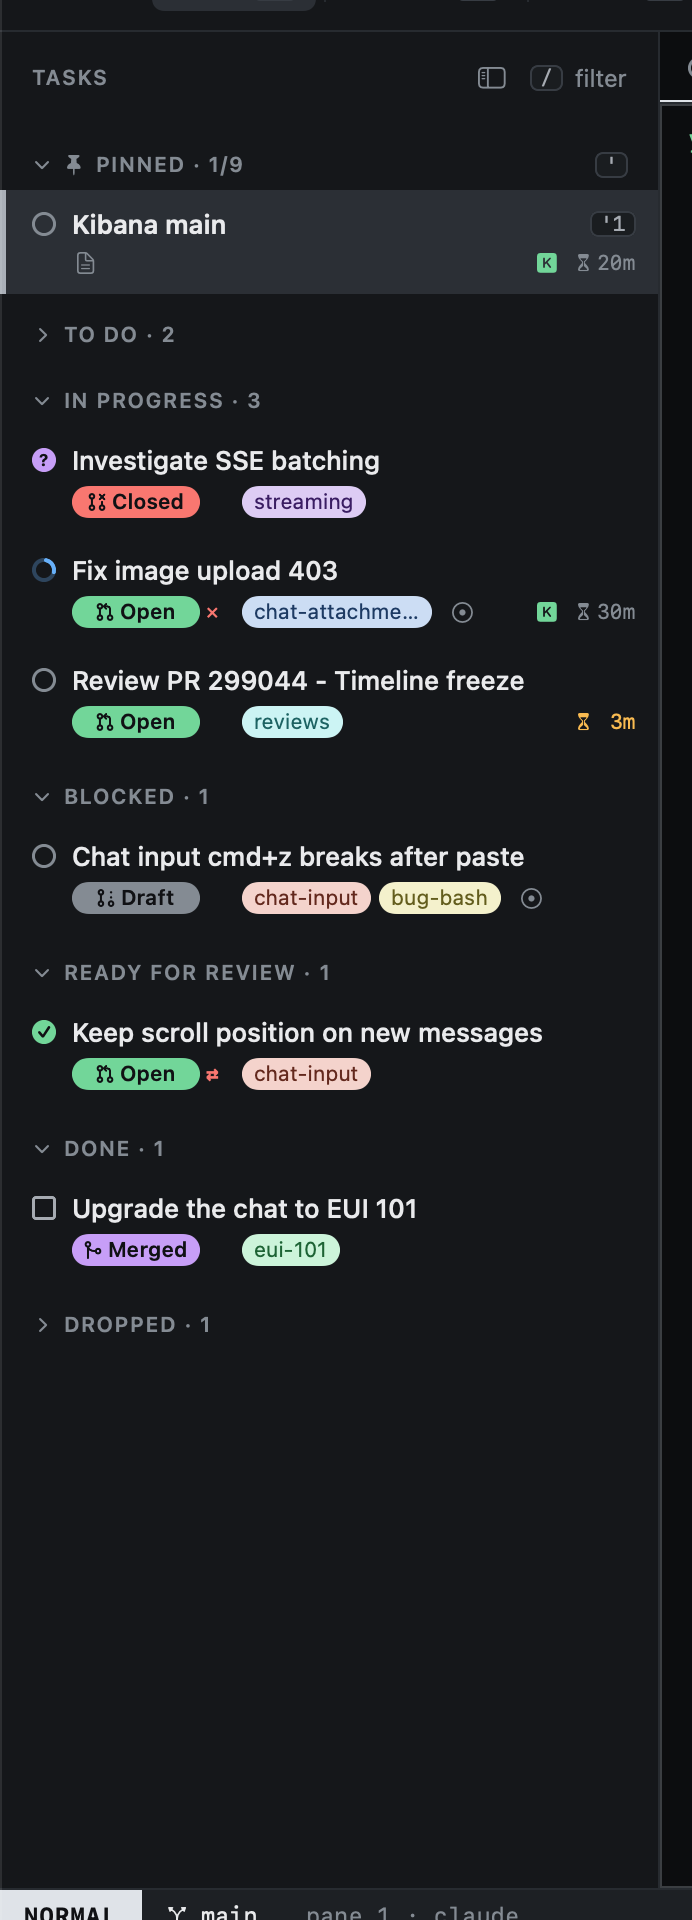 TASKS / filter
PINNED · 1/9 '
Kibana main '1
K 20m
TO DO · 2
IN PROGRESS · 3
? Investigate SSE batching
Closed streaming
Fix image upload 403
Open × chat-attachme... K 30m
Review PR 299044 - Timeline freeze
Open reviews 3m
BLOCKED · 1
Chat input cmd+z breaks after paste
Draft chat-input bug-bash
READY FOR REVIEW · 1
Keep scroll position on new messages
Open chat-input
DONE · 1
Upgrade the chat to EUI 101
Merged eui-101
DROPPED · 1
NORMAL main pane 1 · claude